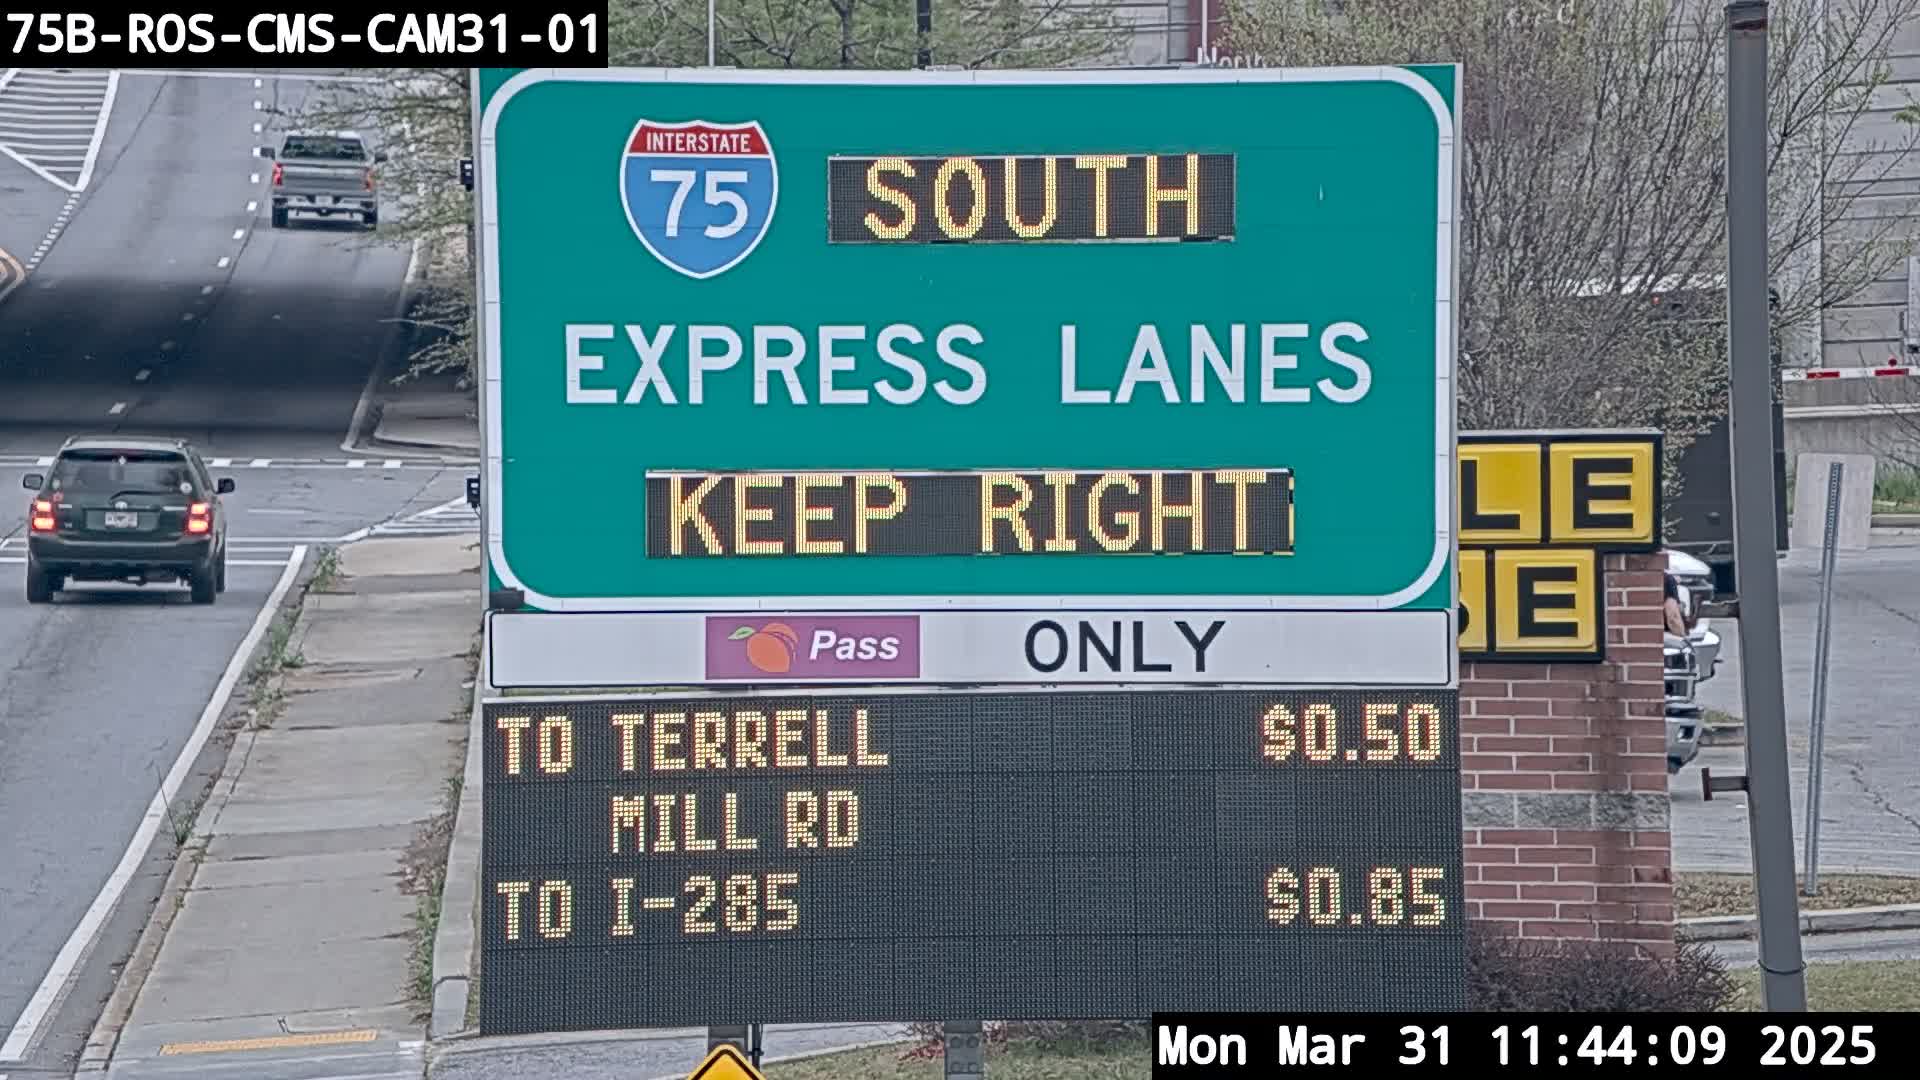 75B-ROS-CMS-CAM31-01
INTERSTATE
75
SOUTH
EXPRESS LANES
KEEP RIGHT
Pass ONLY
TO TERRELL $0.50
MILL RD
TO I-285 $0.85
LE
E
Mon Mar 31 11:44:09 2025